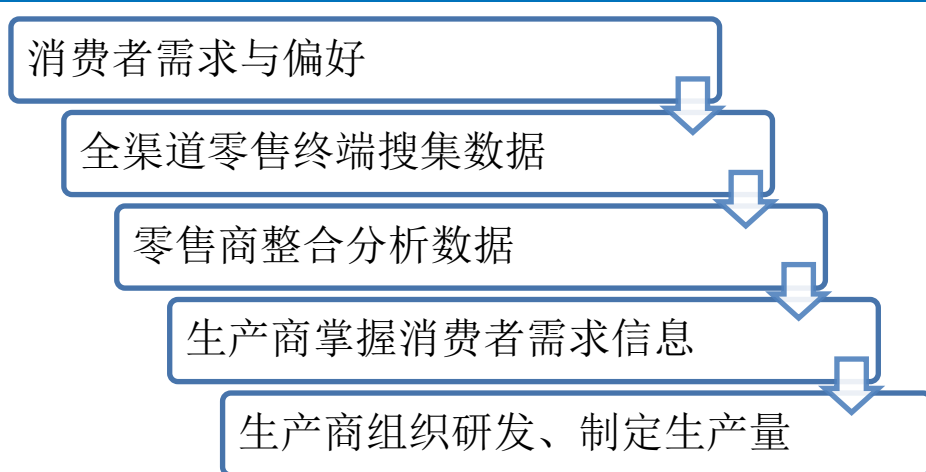 消费者需求与偏好
全渠道零售终端搜集数据
零售商整合分析数据
生产商掌握消费者需求信息
生产商组织研发、制定生产量